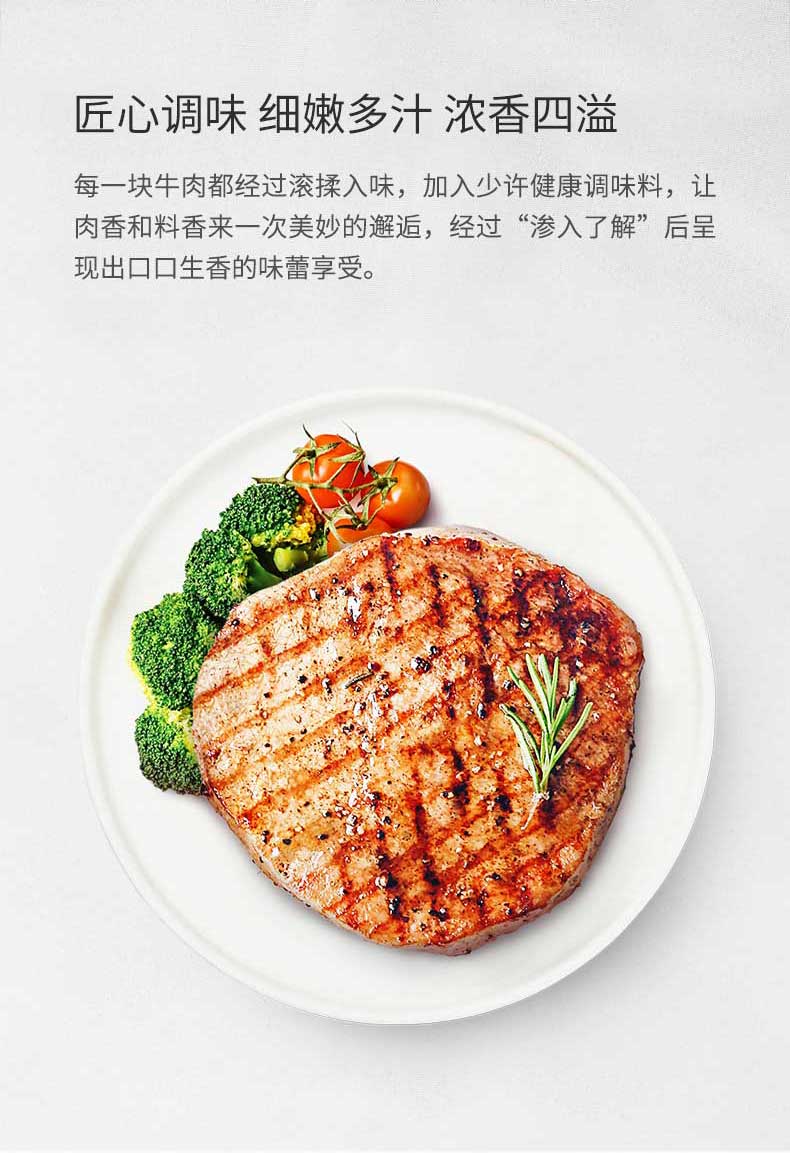 匠心调味 细嫩多汁 浓香四溢
每一块牛肉都经过滚揉入味，加入少许健康调味料，让
肉香和料香来一次美妙的邂逅，经过“渗入了解”后呈
现出口口生香的味蕾享受。